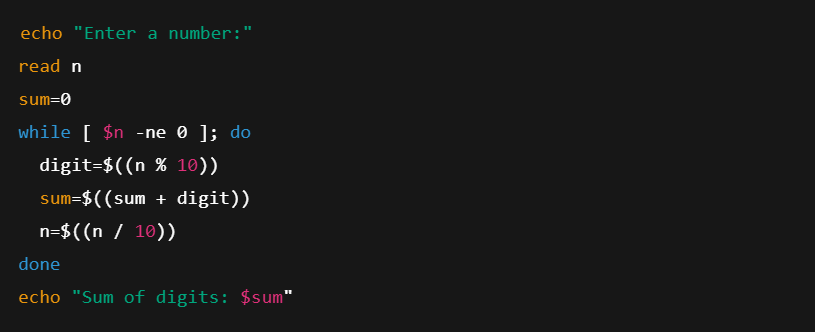 echo "Enter a number:"
read n
sum=0
while [ $n -ne 0 ]; do
  digit=$((n % 10))
  sum=$((sum + digit))
  n=$((n / 10))
done
echo "Sum of digits: $sum"